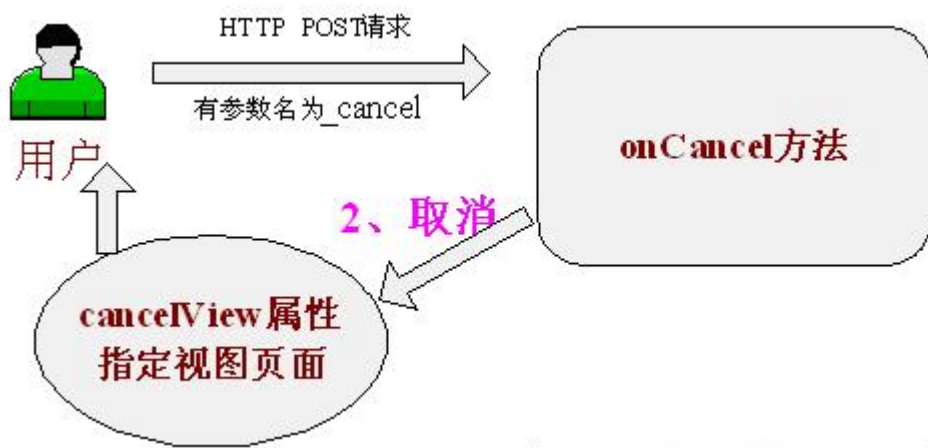 HTTP POST请求
有参数名为_cancel
用户
onCancel方法
2、取消
cancelView属性
指定视图页面